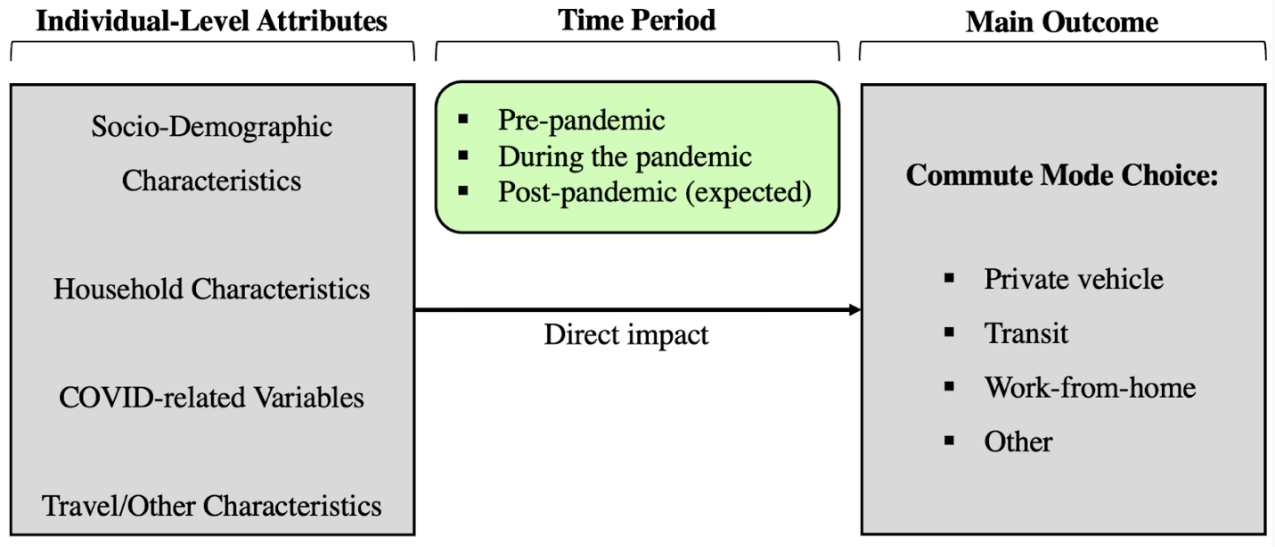 Individual-Level Attributes
Socio-Demographic
Characteristics
Household Characteristics
COVID-related Variables
Travel/Other Characteristics
Time Period
▪ Pre-pandemic
▪ During the pandemic
▪ Post-pandemic (expected)
Direct impact
Main Outcome
Commute Mode Choice:
▪ Private vehicle
▪ Transit
▪ Work-from-home
▪ Other